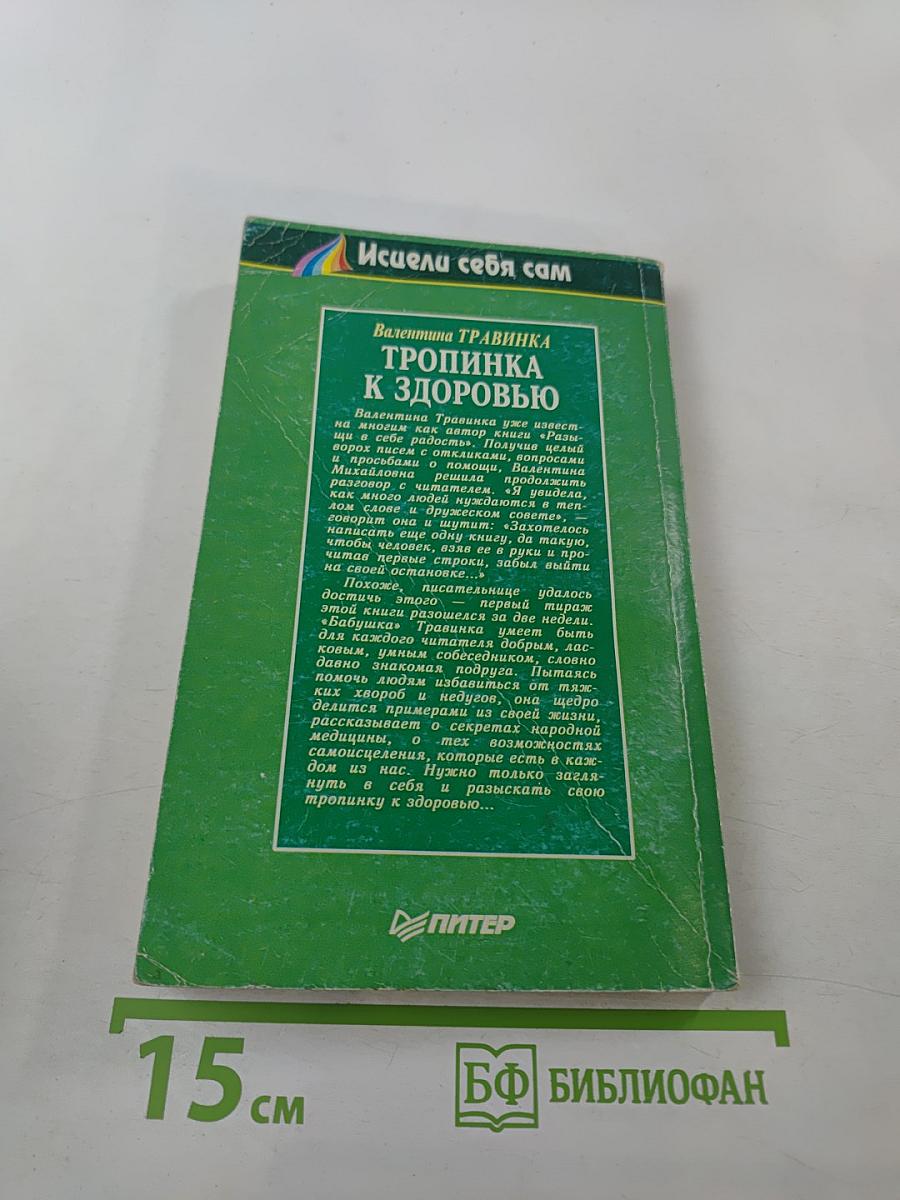 Исцели себя сам
Валентина ТРАВИНКА
ТРОПИНКА
К ЗДОРОВЬЮ
Валентина Травинка уже извест-
на многим как автор книги «Разы-
щи в себе радость». Получив целый
ворох писем с откликами, вопросами
и просьбами о помощи, Валентина
Михайловна решила продолжить
разговор с читателем. «Я увидела,
как много людей нуждаются в теп-
лом слове и дружеском совете», —
говорит она и шутит: «Захотелось
написать еще одну книгу, да такую,
чтобы человек, взяв ее в руки и про-
читав первые строки, забыл выйти
на своей остановке...»
Похоже, писательнице удалось
достичь этого — первый тираж
этой книги разошелся за две недели.
«Бабушка» Травинка умеет быть
для каждого читателя добрым, лас-
ковым, умным собеседником, словно
давно знакомая подруга. Пытаясь
помочь людям избавиться от тяж-
ких хвороб и недугов, она щедро
делится примерами из своей жизни,
рассказывает о секретах народной
медицины, о тех возможностях
самоисцеления, которые есть в каж-
дом из нас. Нужно только загля-
нуть в себя и разыскать свою
тропинку к здоровью...
ПИТЕР
15 см
БФ БИБЛИОФАН